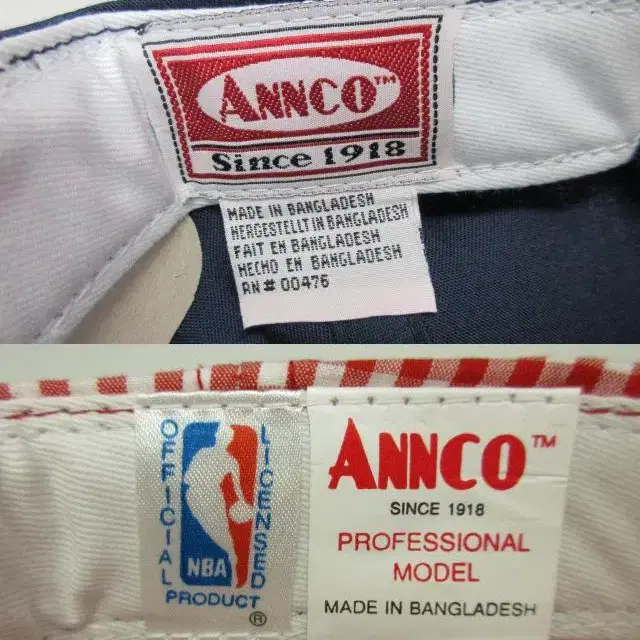 ANNCO™
Since 1918
MADE IN BANGLADESH
HERGESTELLT IN BANGLADESH
FAIT EN BANGLADESH
HECHO EN BANGLADESH
RN# 00476
OFFICIAL
LICENSED
NBA
PRODUCT ®
ANNCO™
SINCE 1918
PROFESSIONAL
MODEL
MADE IN BANGLADESH